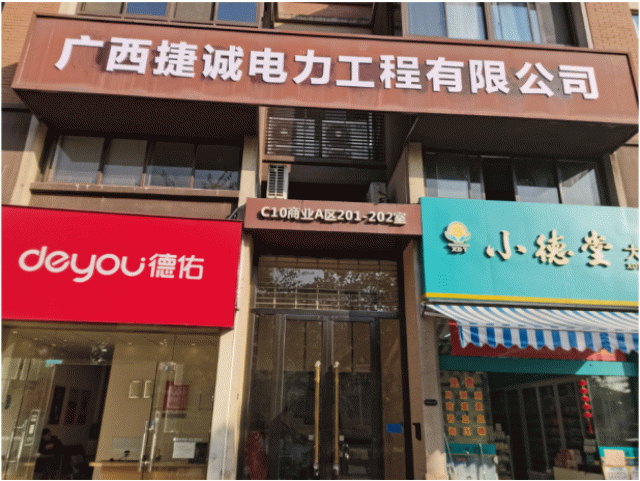 广西捷诚电力工程有限公司
C10商业A区201-202室
deyou德佑
小德堂